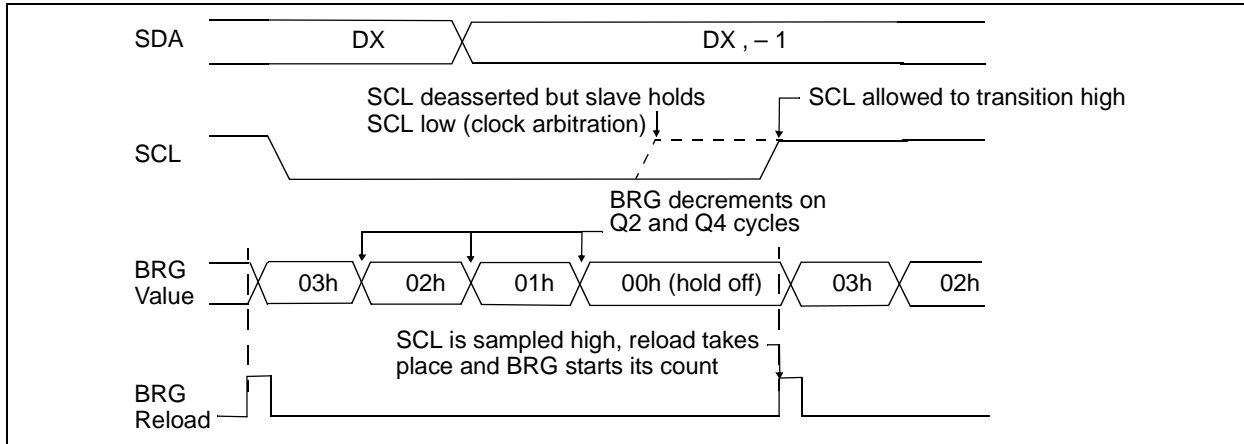 SDA DX DX , – 1
SCL deasserted but slave holds
SCL low (clock arbitration)
SCL allowed to transition high
SCL
BRG decrements on
Q2 and Q4 cycles
BRG
Value
03h 02h 01h 00h (hold off) 03h 02h
SCL is sampled high, reload takes
place and BRG starts its count
BRG
Reload